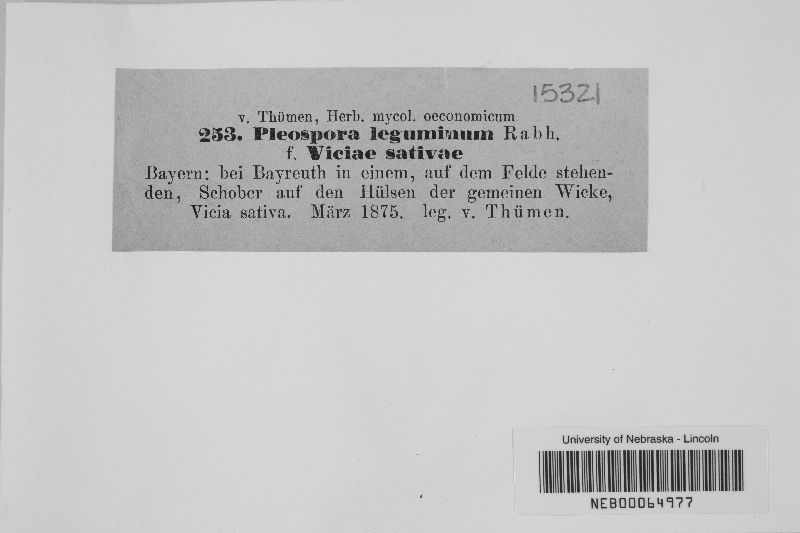 15321
v. Thümen, Herb. mycol. oeconomicum
253. Pleospora leguminum Rabh.
f. Viciae sativae
Bayern: bei Bayreuth in einem, auf dem Felde stehen-
den, Schober auf den Hülsen der gemeinen Wicke,
Vicia sativa. März 1875. leg. v. Thümen.
University of Nebraska - Lincoln
NEB00064977